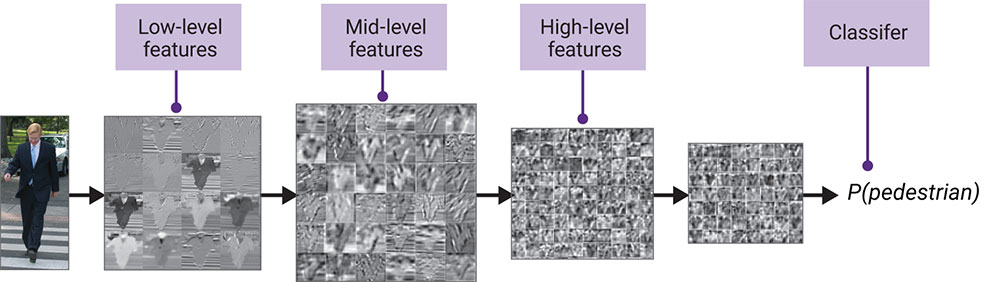 Low-level
features
Mid-level
features
High-level
features
Classifer
P(pedestrian)